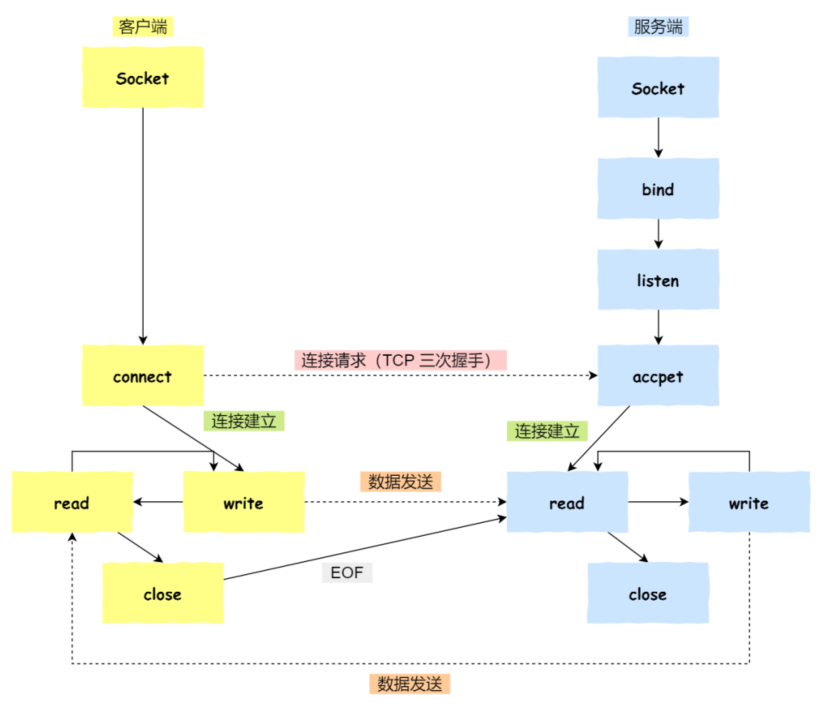 客户端
服务端
Socket
Socket
bind
listen
连接请求（TCP 三次握手）
connect
accpet
连接建立
连接建立
数据发送
read
write
read
write
EOF
close
close
数据发送